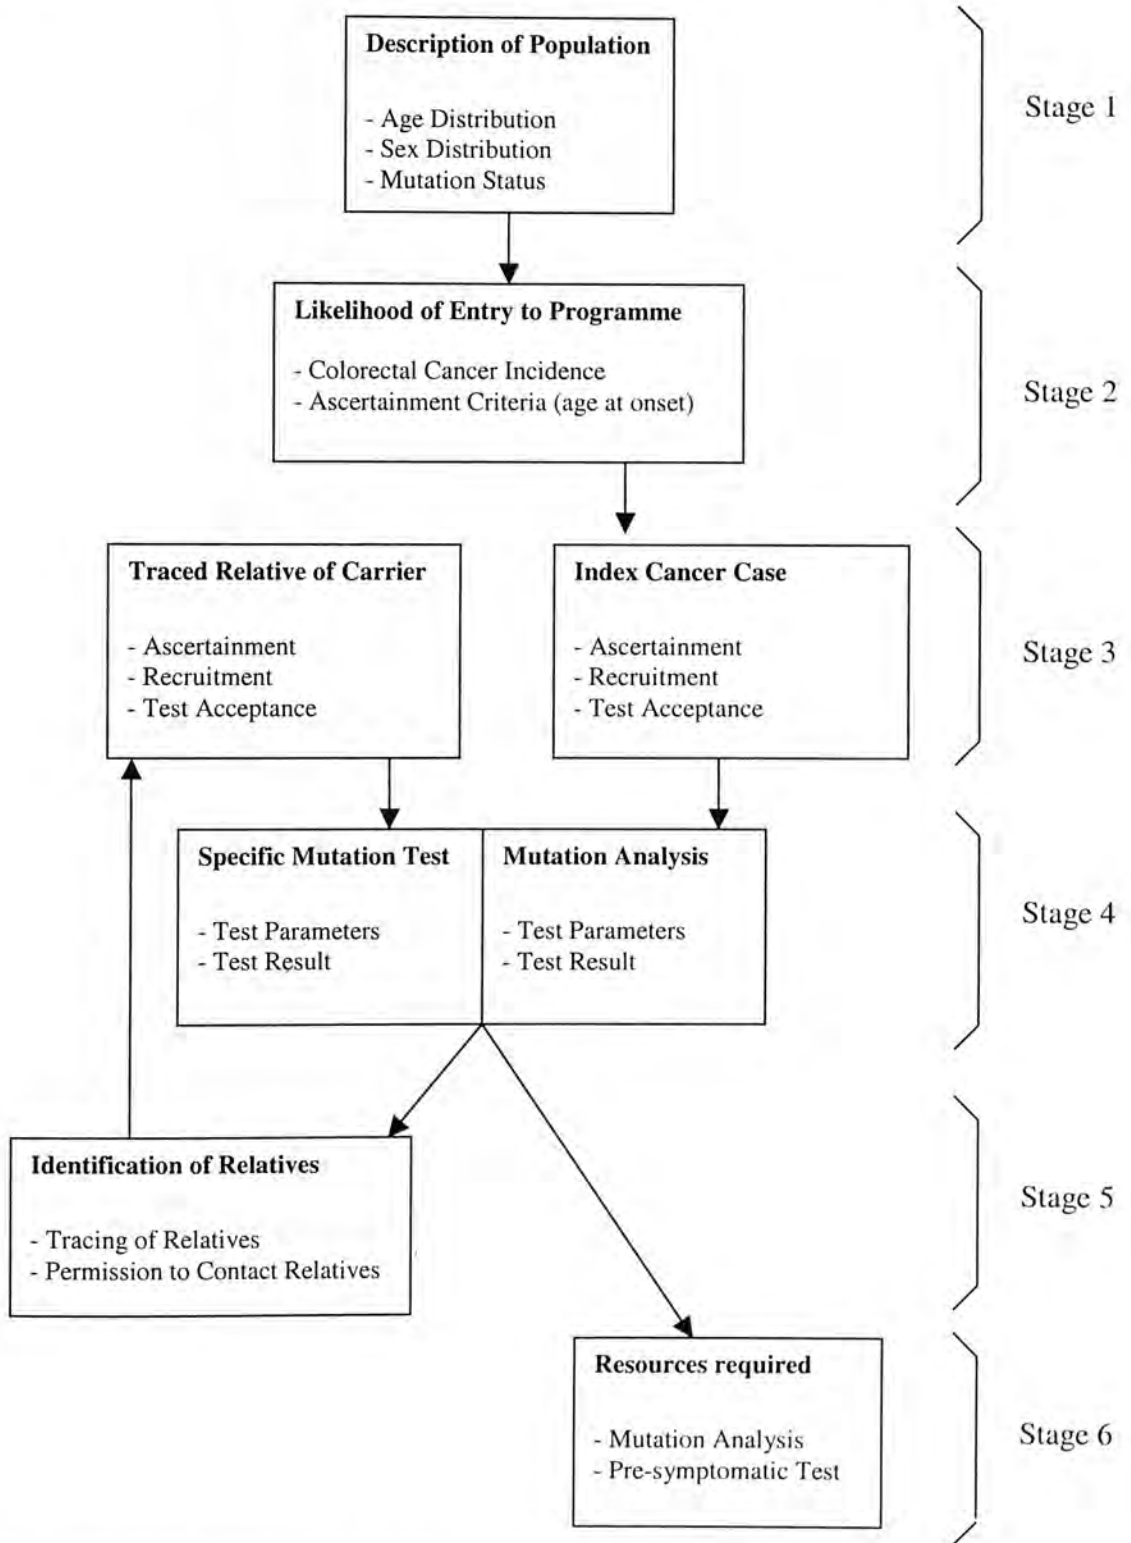 Description of Population
- Age Distribution
- Sex Distribution
- Mutation Status
Stage 1
Likelihood of Entry to Programme
- Colorectal Cancer Incidence
- Ascertainment Criteria (age at onset)
Stage 2
Traced Relative of Carrier
- Ascertainment
- Recruitment
- Test Acceptance
Index Cancer Case
- Ascertainment
- Recruitment
- Test Acceptance
Stage 3
Specific Mutation Test
- Test Parameters
- Test Result
Mutation Analysis
- Test Parameters
- Test Result
Stage 4
Identification of Relatives
- Tracing of Relatives
- Permission to Contact Relatives
Stage 5
Resources required
- Mutation Analysis
- Pre-symptomatic Test
Stage 6